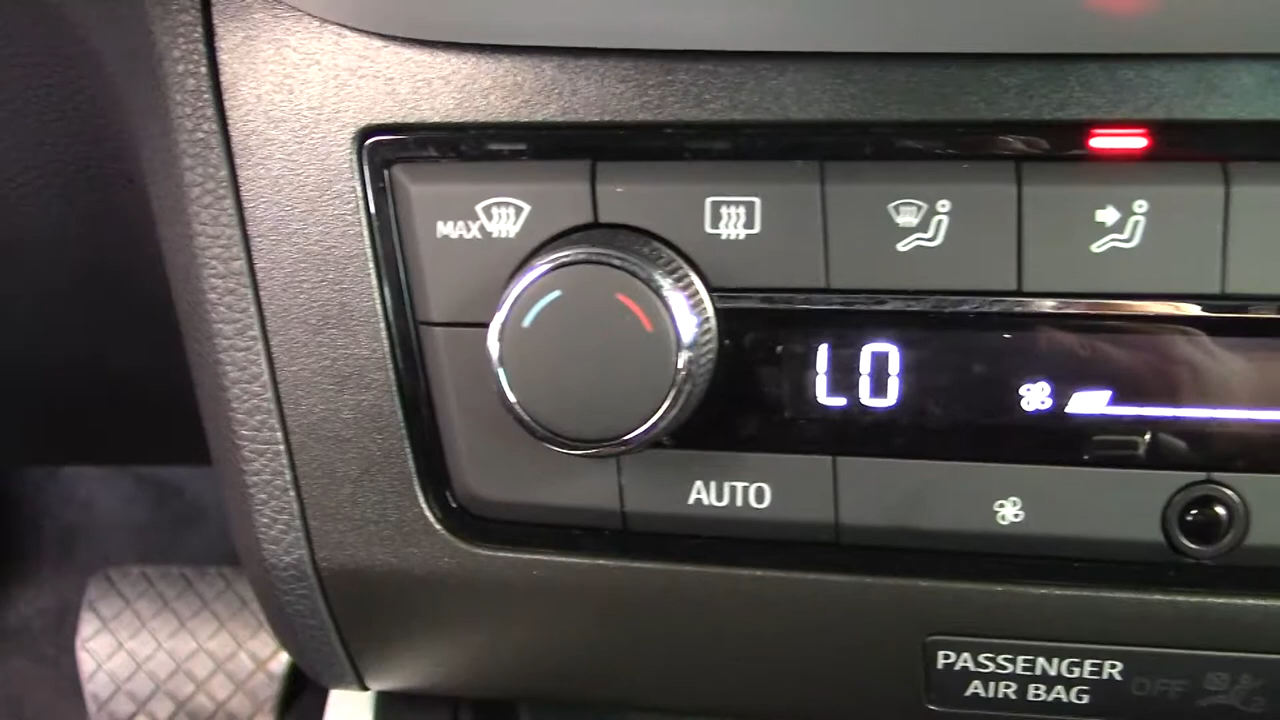 MAX
LO
AUTO
PASSENGER
AIR BAG OFF